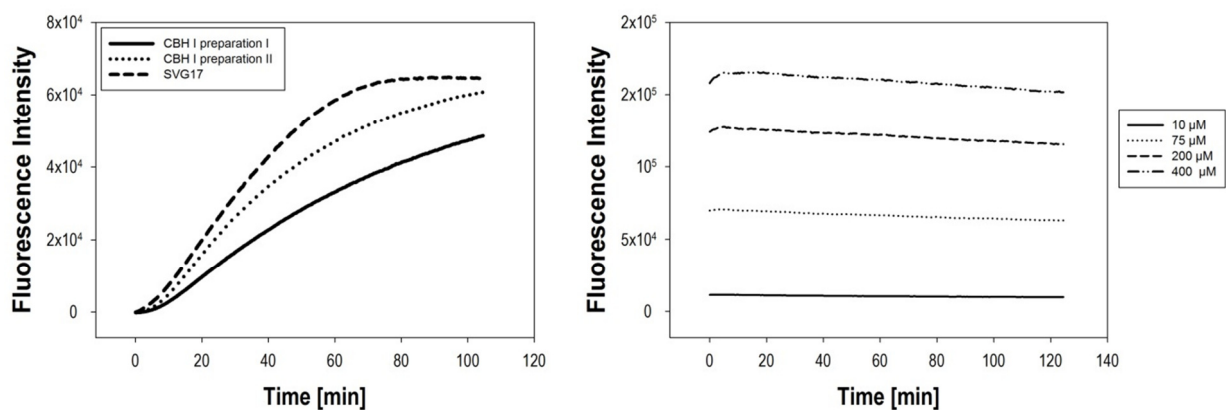 Fluorescence Intensity
8x10⁴
6x10⁴
4x10⁴
2x10⁴
0
CBH I preparation I
CBH I preparation II
SVG17
0 20 40 60 80 100 120
Time [min]
Fluorescence Intensity
2x10⁵
2x10⁵
10⁵
5x10⁴
0
0 20 40 60 80 100 120 140
Time [min]
10 µM
75 µM
200 µM
400 µM